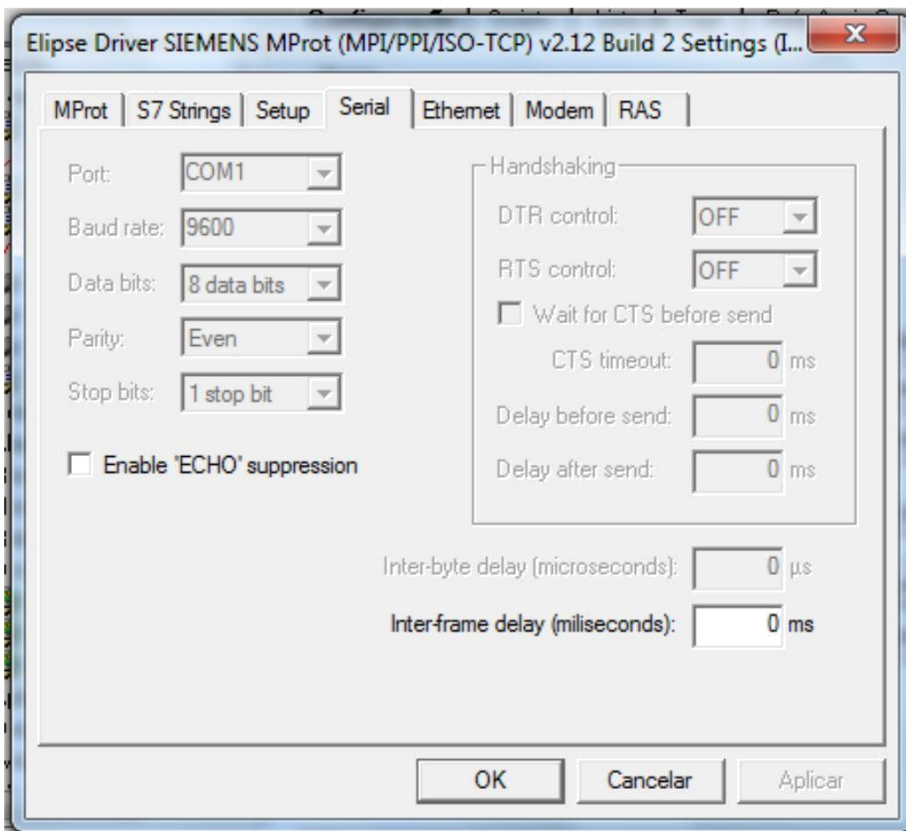 Elipse Driver SIEMENS MProt (MPI/PPI/ISO-TCP) v2.12 Build 2 Settings (I...
MProt
S7 Strings
Setup
Serial
Ethernet
Modem
RAS
Port:
COM1
Baud rate:
9600
Data bits:
8 data bits
Parity:
Even
Stop bits:
1 stop bit
Enable "ECHO" suppression
Handshaking
DTR control:
OFF
RTS control:
OFF
Wait for CTS before send
CTS timeout:
0 ms
Delay before send:
0 ms
Delay after send:
0 ms
Inter-byte delay (microseconds):
0 µs
Inter-frame delay (miliseconds):
0 ms
OK
Cancelar
Aplicar